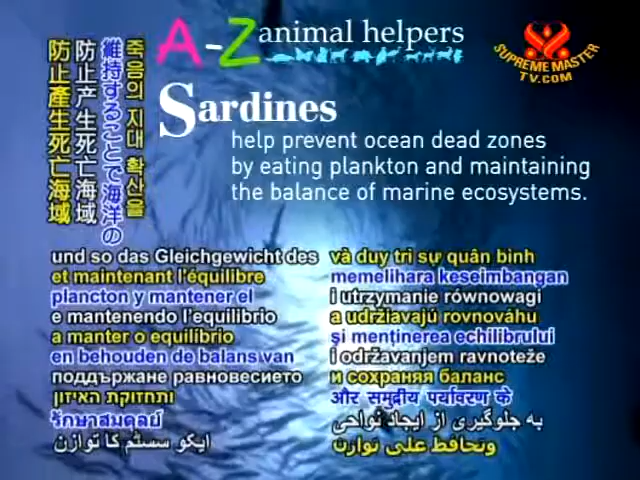 A-Z animal helpers
SUPREME MASTER
TV.COM
Sardines
help prevent ocean dead zones
by eating plankton and maintaining
the balance of marine ecosystems.
防止產生死亡海域
防止产生死亡海域
維持することで海洋の
죽음의 지대 확산을
und so das Gleichgewicht des
et maintenant l'équilibre
plancton y mantener el
e mantenendo l'equilibrio
a manter o equilíbrio
en behouden de balans van
поддържане равновесието
ותחזוקת האיזון
รักษาสมดุลย์
ایکو سسٹم کا توازن
và duy trì sự quân bình
memelihara keseimbangan
i utrzymanie równowagi
a udržiavajú rovnováhu
și menținerea echilibrului
i održavanjem ravnoteže
и сохраняя баланс
और समुद्रीय पर्यावरण के
به جلوگیری از ایجاد نواحی
وتحافظ على توازن